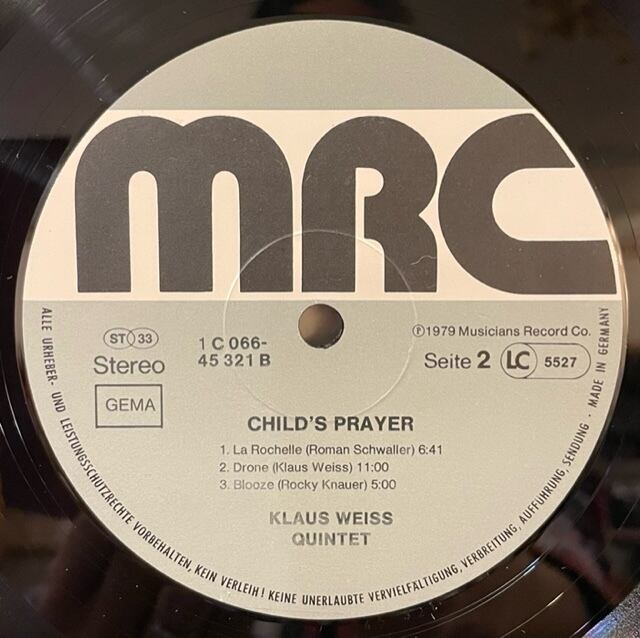 MRC
ST 33
Stereo
GEMA
1 C 066-
45 321 B
Ⓟ1979 Musicians Record Co.
Seite 2 LC 5527
CHILD'S PRAYER
1. La Rochelle (Roman Schwaller) 6:41
2. Drone (Klaus Weiss) 11:00
3. Blooze (Rocky Knauer) 5:00
KLAUS WEISS
QUINTET
ALLE URHEBER- UND LEISTUNGSSCHUTZRECHTE VORBEHALTEN, KEIN VERLEIH! KEINE UNERLAUBTE VERVIELFÄLTIGUNG, VERBREITUNG, AUFFÜHRUNG, SENDUNG. · MADE IN GERMANY